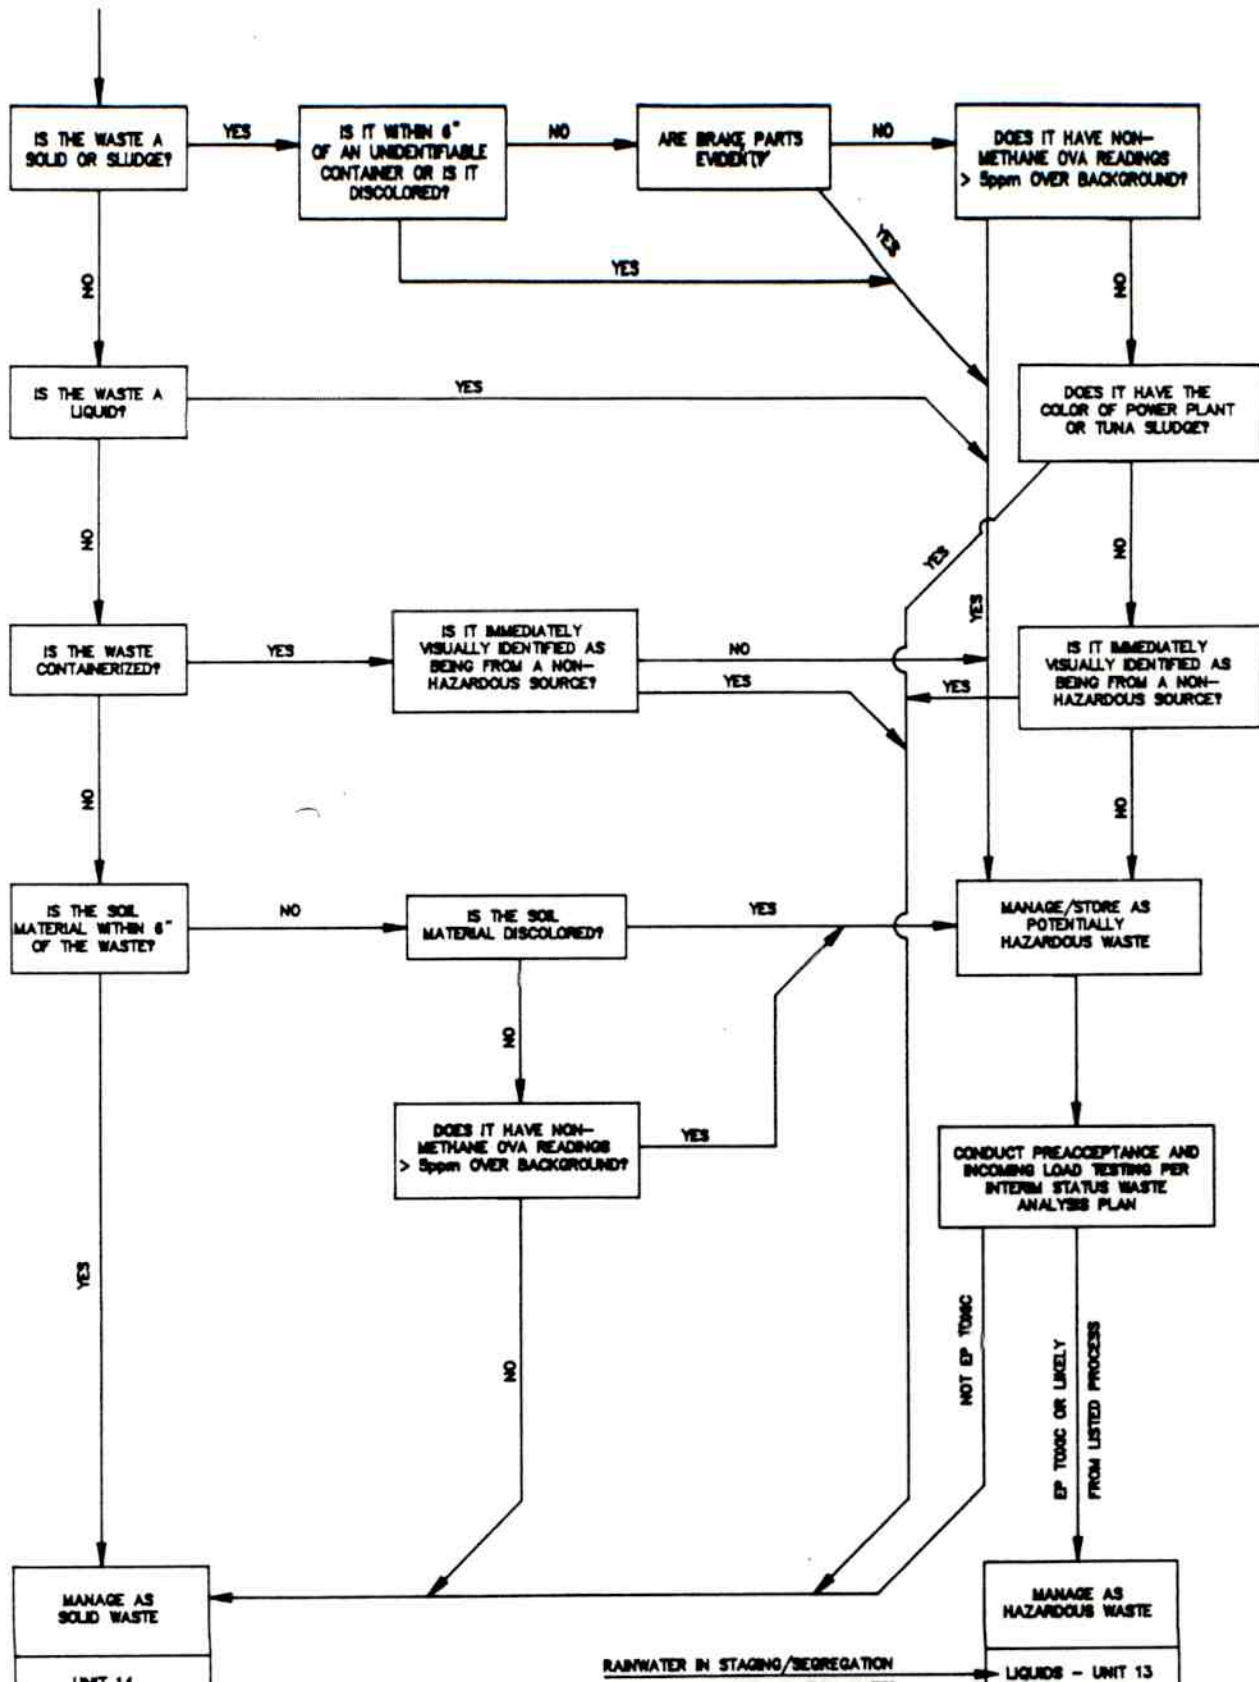 IS THE WASTE A
SOLID OR SLUDGE?
YES
IS IT WITHIN 6"
OF AN UNIDENTIFIABLE
CONTAINER OR IS IT
DISCOLORED?
NO
ARE BRAKE PARTS
EVIDENT?
NO
DOES IT HAVE NON-
METHANE OVA READINGS
> 5ppm OVER BACKGROUND?
YES
YES
NO
NO
IS THE WASTE A
LIQUID?
YES
DOES IT HAVE THE
COLOR OF POWER PLANT
OR TUNA SLUDGE?
NO
YES
YES
NO
IS THE WASTE
CONTAINERIZED?
YES
IS IT IMMEDIATELY
VISUALLY IDENTIFIED AS
BEING FROM A NON-
HAZARDOUS SOURCE?
NO
YES
YES
IS IT IMMEDIATELY
VISUALLY IDENTIFIED AS
BEING FROM A NON-
HAZARDOUS SOURCE?
NO
NO
IS THE SOIL
MATERIAL WITHIN 6"
OF THE WASTE?
NO
IS THE SOIL
MATERIAL DISCOLORED?
YES
MANAGE/STORE AS
POTENTIALLY
HAZARDOUS WASTE
NO
DOES IT HAVE NON-
METHANE OVA READINGS
> 5ppm OVER BACKGROUND?
YES
CONDUCT PREACCEPTANCE AND
INCOMING LOAD TESTING PER
INTERIM STATUS WASTE
ANALYSIS PLAN
YES
NO
NOT EP TOXIC
EP TOXIC OR LIKELY
FROM LISTED PROCESS
MANAGE AS
SOLID WASTE
MANAGE AS
HAZARDOUS WASTE
UNIT 14
RAINWATER IN STAGING/SEGREGATION
LIQUIDS - UNIT 13